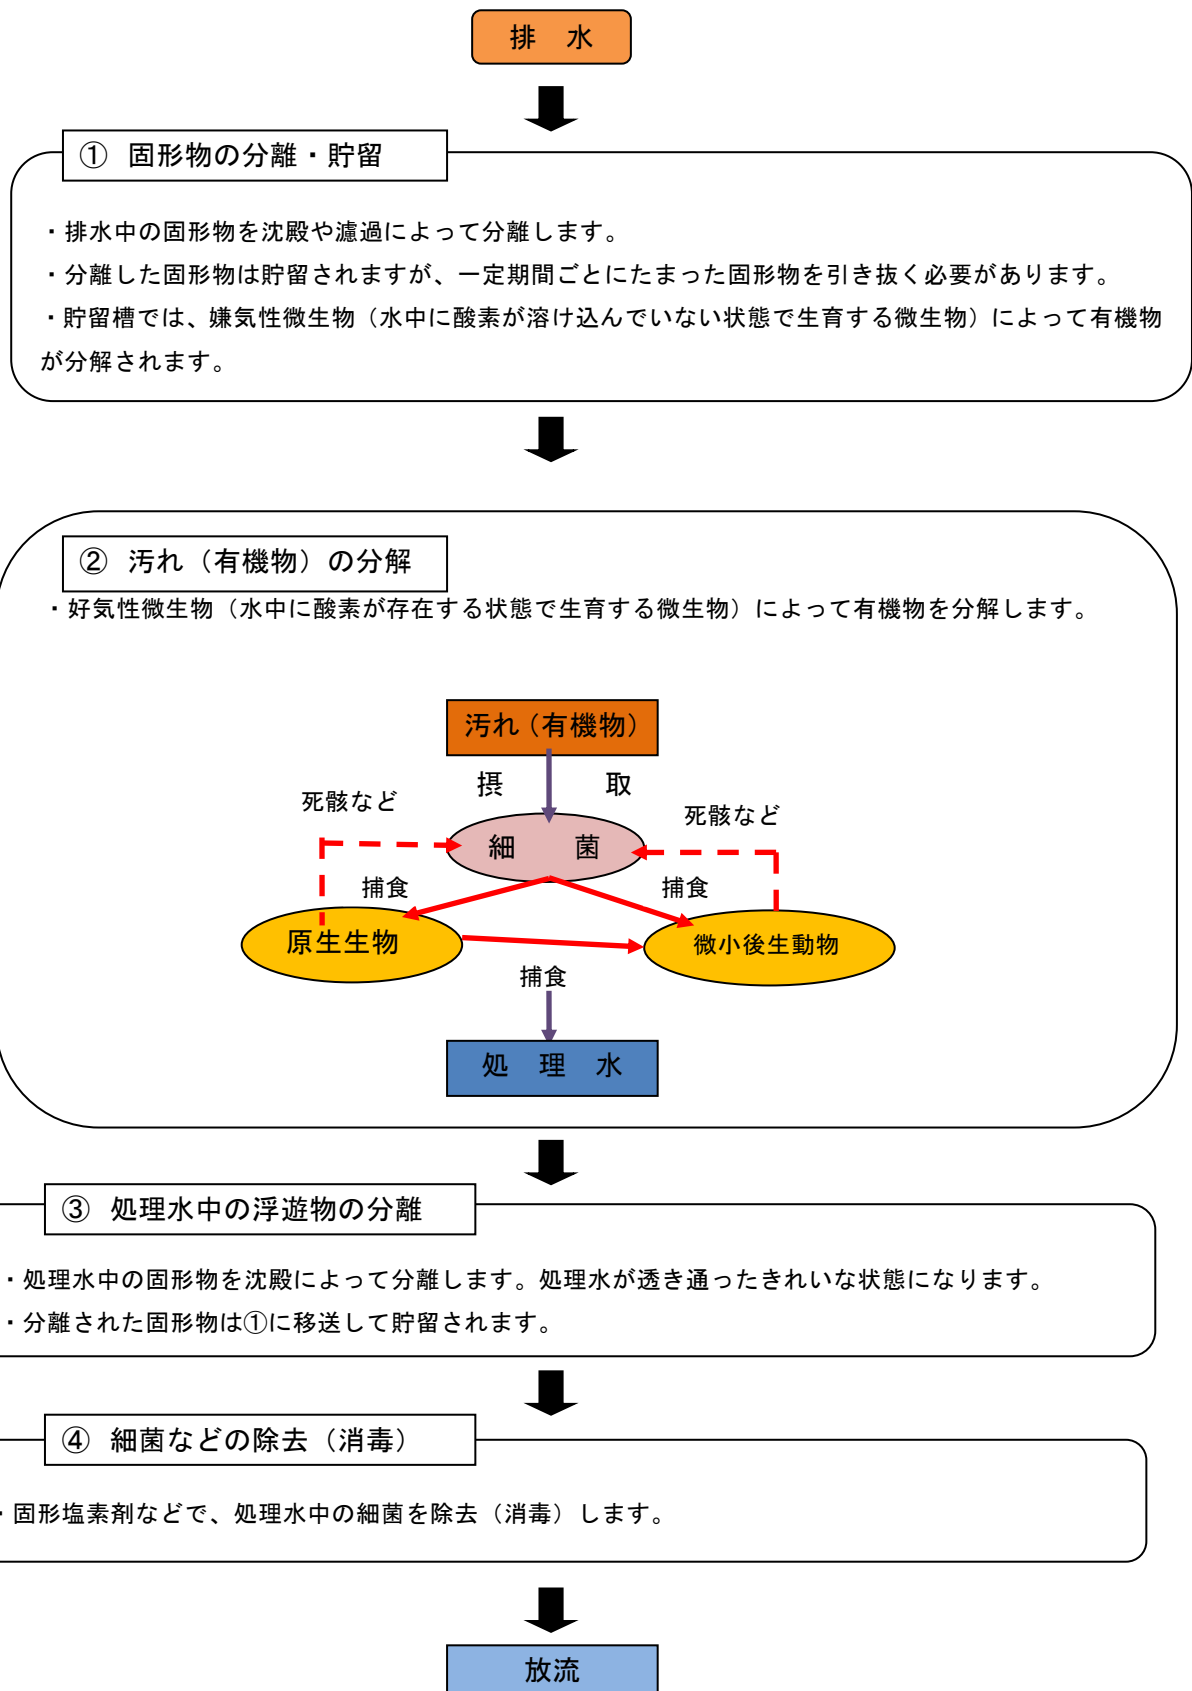 排　水
① 固形物の分離・貯留
・排水中の固形物を沈殿や濾過によって分離します。
・分離した固形物は貯留されますが、一定期間ごとにたまった固形物を引き抜く必要があります。
・貯留槽では、嫌気性微生物（水中に酸素が溶け込んでいない状態で生育する微生物）によって有機物
が分解されます。
② 汚れ（有機物）の分解
・好気性微生物（水中に酸素が存在する状態で生育する微生物）によって有機物を分解します。
汚れ（有機物）
摂　取
死骸など
死骸など
細　菌
捕食
捕食
原生生物
微小後生動物
捕食
処　理　水
③ 処理水中の浮遊物の分離
・処理水中の固形物を沈殿によって分離します。処理水が透き通ったきれいな状態になります。
・分離された固形物は①に移送して貯留されます。
④ 細菌などの除去（消毒）
・固形塩素剤などで、処理水中の細菌を除去（消毒）します。
放流